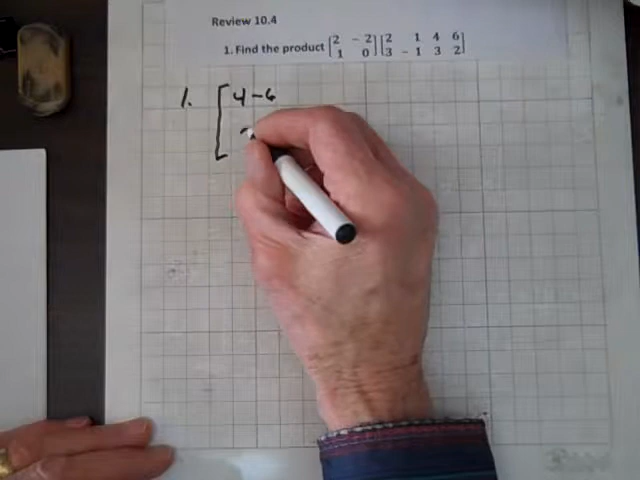 Review 10.4
1. Find the product [2 -2 1 0] [2 1 4 6 3 -1 3 2]
1. [4-6